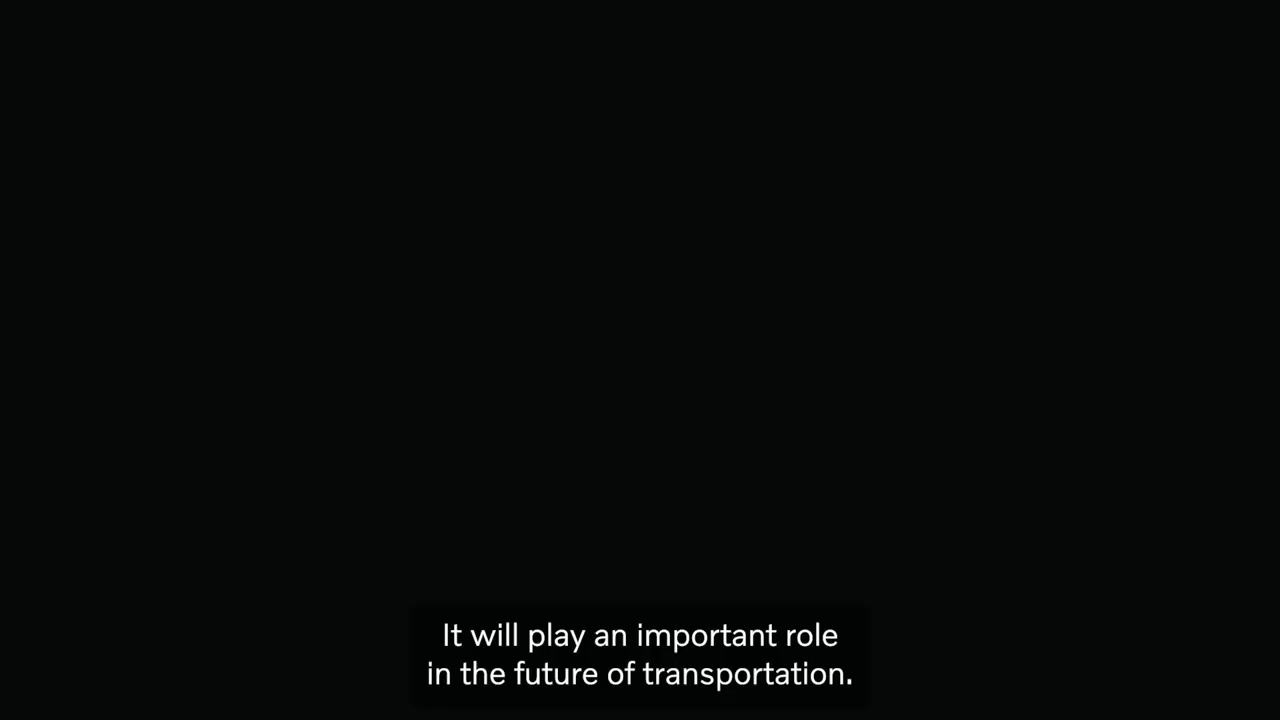 It will play an important role
in the future of transportation.